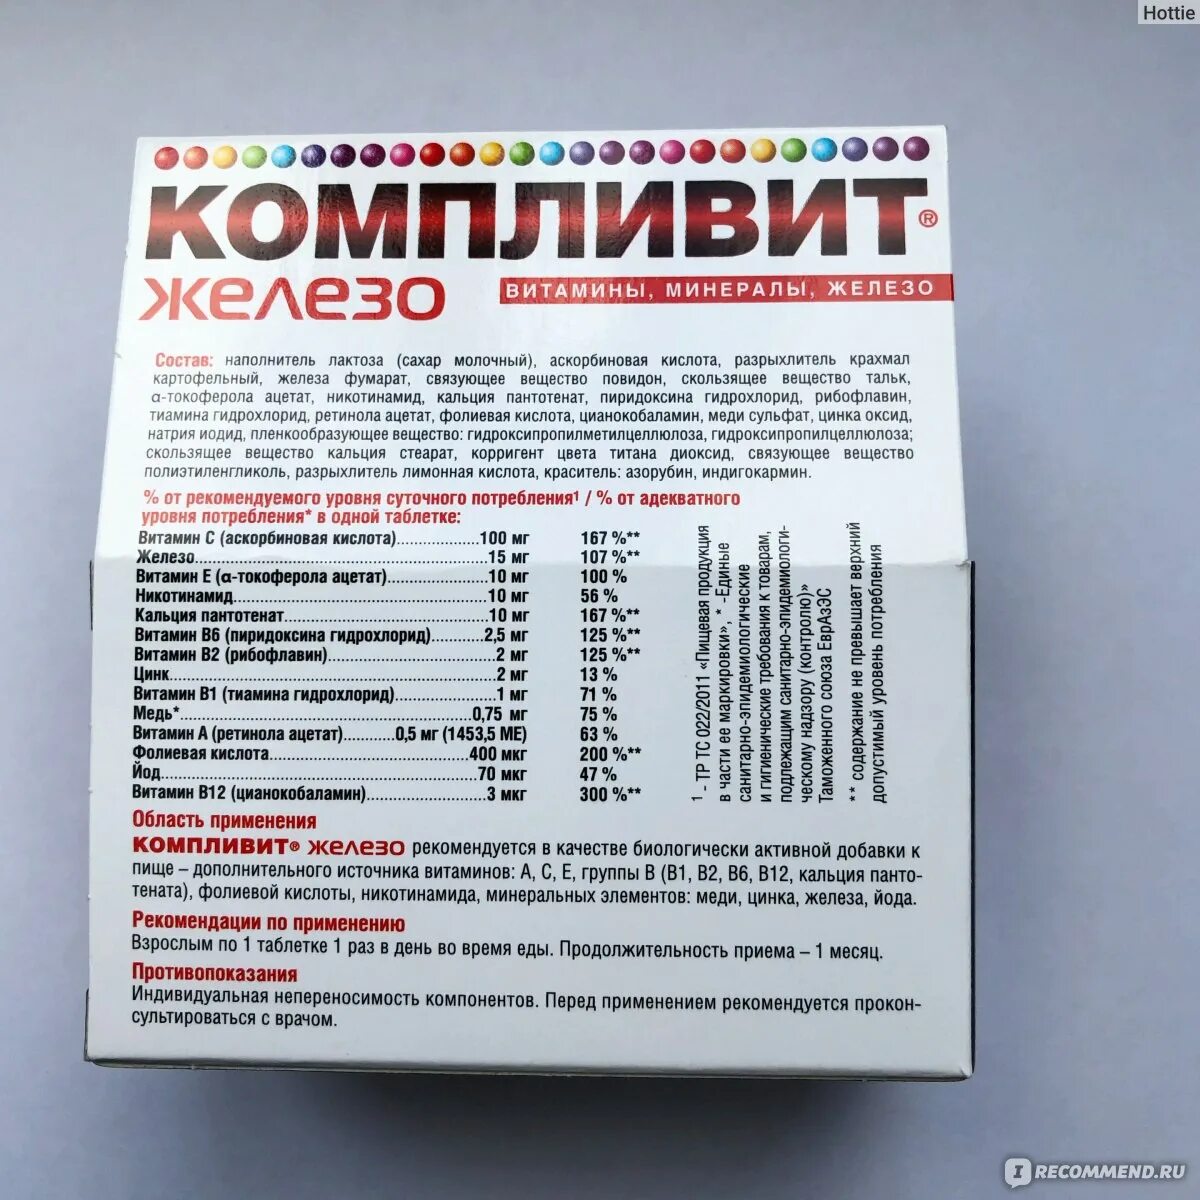 Hottie
КОМПЛИВИТ®
железо
ВИТАМИНЫ, МИНЕРАЛЫ, ЖЕЛЕЗО
Состав: наполнитель лактоза (сахар молочный), аскорбиновая кислота, разрыхлитель крахмал
картофельный, железа фумарат, связующее вещество повидон, скользящее вещество тальк,
α-токоферола ацетат, никотинамид, кальция пантотенат, пиридоксина гидрохлорид, рибофлавин,
тиамина гидрохлорид, ретинола ацетат, фолиевая кислота, цианокобаламин, меди сульфат, цинка оксид,
натрия иодид, пленкообразующее вещество: гидроксипропилметилцеллюлоза, гидроксипропилцеллюлоза;
скользящее вещество кальция стеарат, корригент цвета титана диоксид, связующее вещество
полиэтиленгликоль, разрыхлитель лимонная кислота, краситель: азорубин, индигокармин.
% от рекомендуемого уровня суточного потребления¹ / % от адекватного
уровня потребления* в одной таблетке:
Витамин С (аскорбиновая кислота)..............100 мг 167 %**
Железо..............15 мг 107 %**
Витамин Е (α-токоферола ацетат)..............10 мг 100 %
Никотинамид..............10 мг 56 %
Кальция пантотенат..............10 мг 167 %**
Витамин В6 (пиридоксина гидрохлорид)..............2,5 мг 125 %**
Витамин В2 (рибофлавин)..............2 мг 125 %**
Цинк..............2 мг 13 %
Витамин В1 (тиамина гидрохлорид)..............1 мг 71 %
Медь*..............0,75 мг 75 %
Витамин А (ретинола ацетат)..............0,5 мг (1453,5 МЕ) 63 %
Фолиевая кислота..............400 мкг 200 %**
Йод..............70 мкг 47 %
Витамин В12 (цианокобаламин)..............3 мкг 300 %**
¹ - ТР ТС 022/2011 «Пищевая продукция
в части ее маркировки», * -Единые
санитарно-эпидемиологические
и гигиенические требования к товарам,
подлежащим санитарно-эпидемиологи-
ческому надзору (контролю)»
Таможенного союза ЕврАзЭС
** содержание не превышает верхний
допустимый уровень потребления
Область применения
КОМПЛИВИТ® железо рекомендуется в качестве биологически активной добавки к
пище – дополнительного источника витаминов: А, С, Е, группы В (В1, В2, В6, В12, кальция панто-
тената), фолиевой кислоты, никотинамида, минеральных элементов: меди, цинка, железа, йода.
Рекомендации по применению
Взрослым по 1 таблетке 1 раз в день во время еды. Продолжительность приема – 1 месяц.
Противопоказания
Индивидуальная непереносимость компонентов. Перед применением рекомендуется прокон-
сультироваться с врачом.
IRECOMMEND.RU